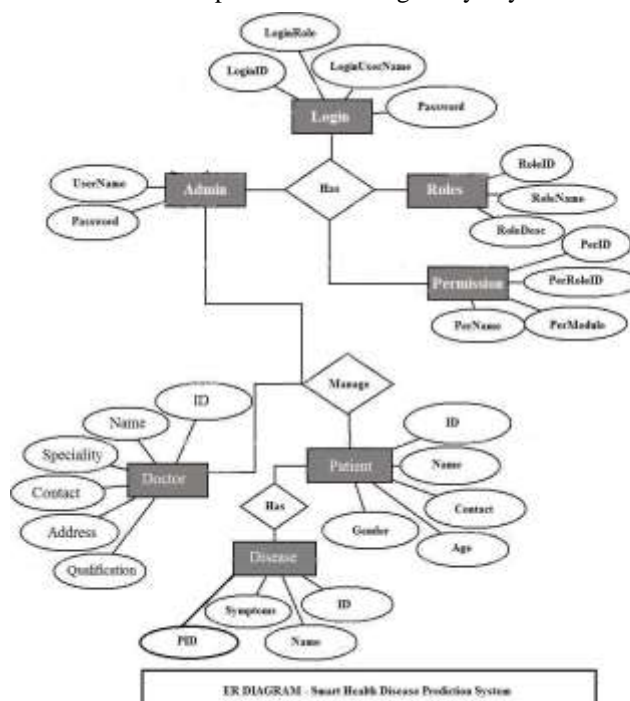 LoginRole
LoginID
LoginUserName
Login
Password
UserName
Admin
Has
Roles
RoleID
RoleName
Password
RoleDesc
PerID
PerRoleID
Permission
PerName
PerModule
Manage
ID
Name
ID
Speciality
Patient
Name
Doctor
Contact
Has
Contact
Gender
Address
Age
Disease
Qualification
Symptoms
ID
PID
Name
ER DIAGRAM - Smart Health Disease Prediction System